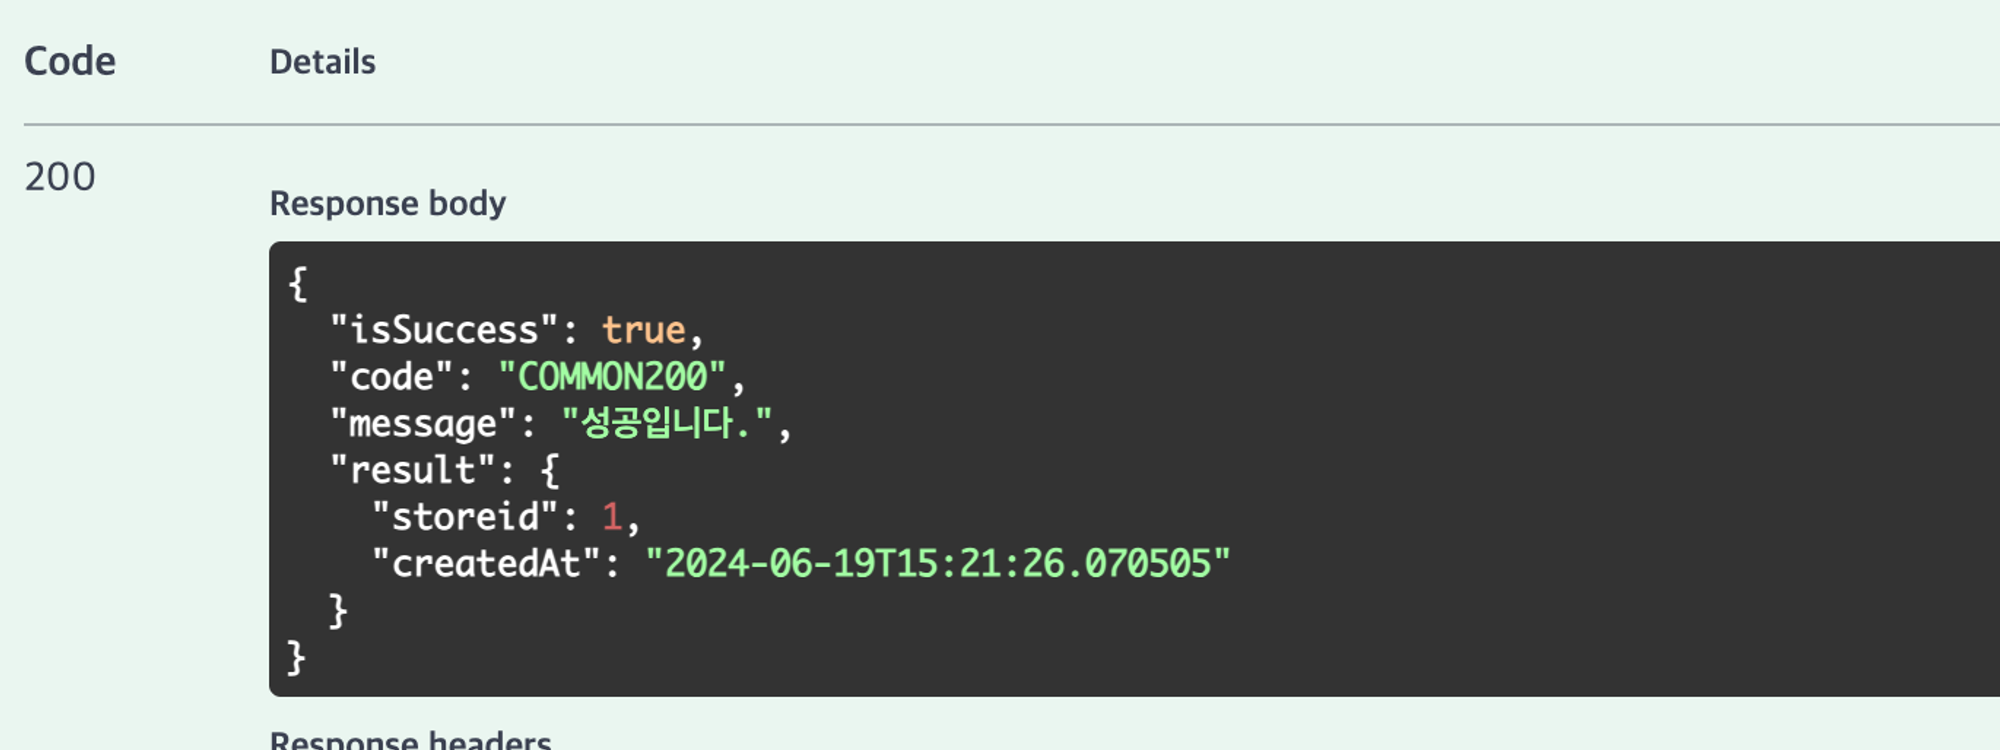 Code Details
200
Response body
{
  "isSuccess": true,
  "code": "COMMON200",
  "message": "성공입니다.",
  "result": {
    "storeid": 1,
    "createdAt": "2024-06-19T15:21:26.070505"
  }
}
Response headers